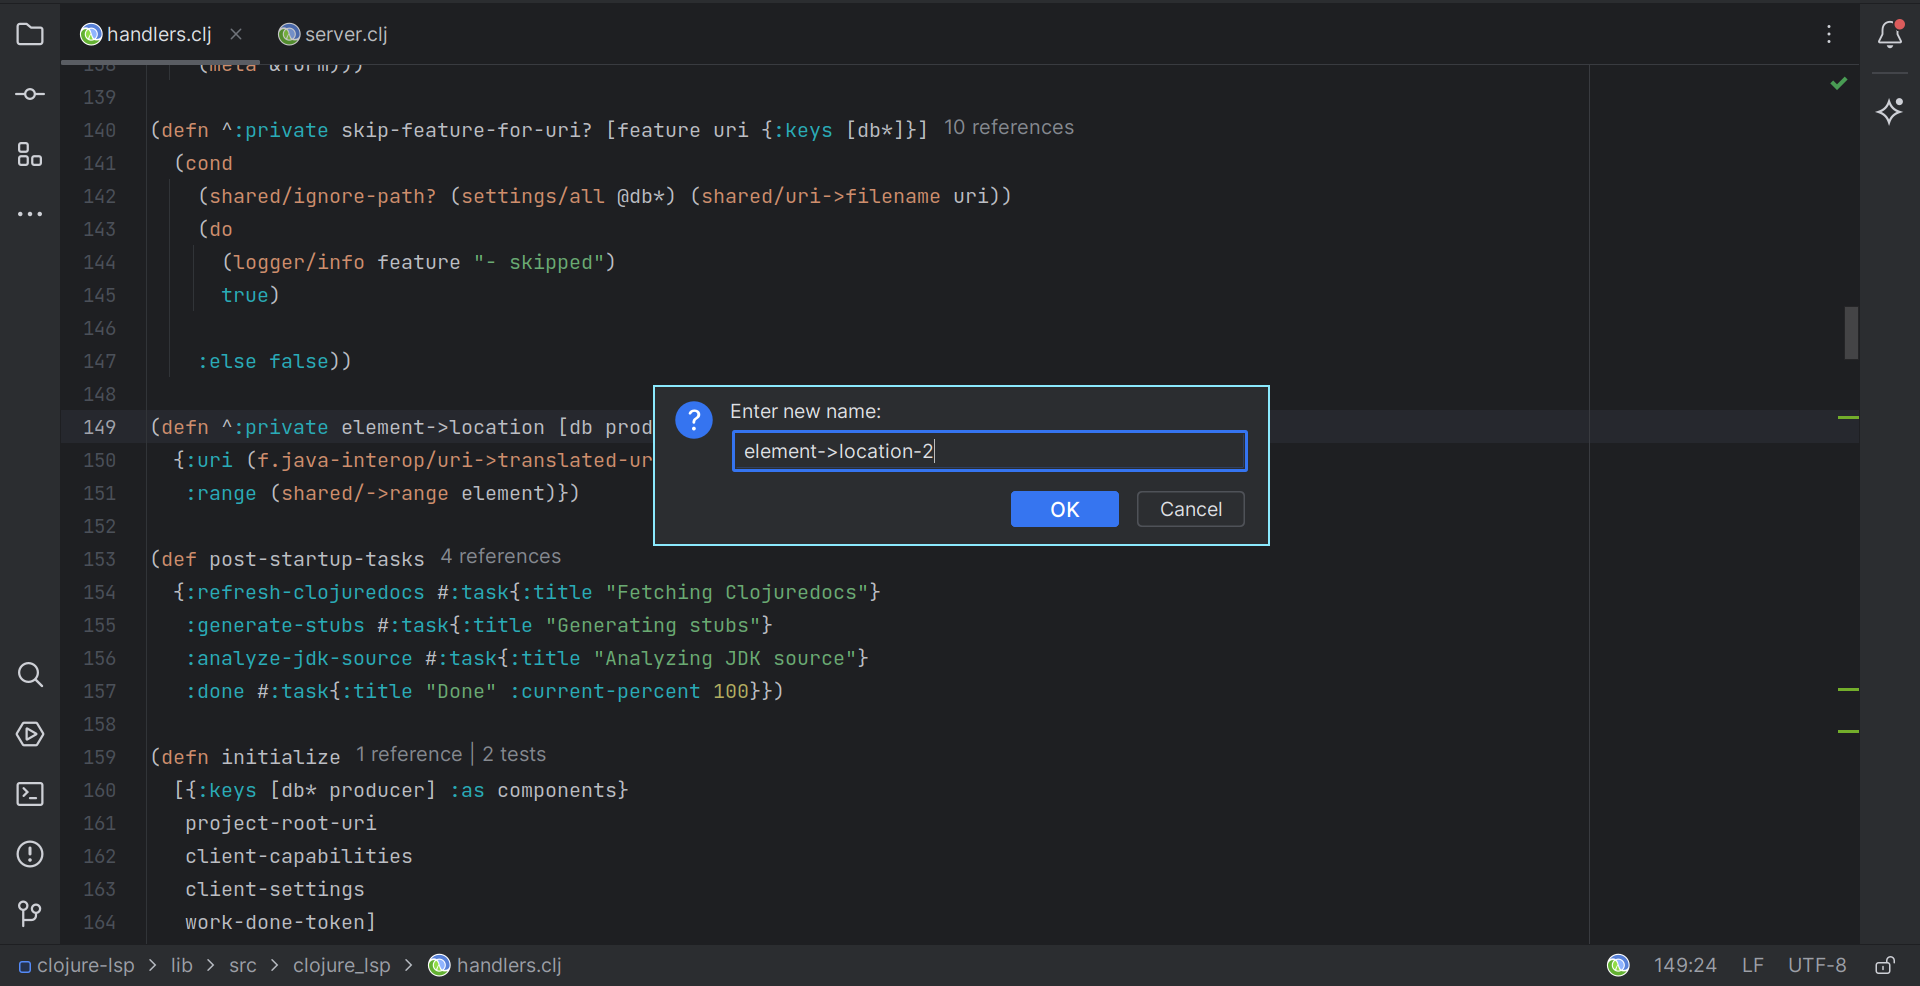 handlers.clj
server.clj
138 (meta &form)))
139
140 (defn ^:private skip-feature-for-uri? [feature uri {:keys [db*]}] 10 references
141 (cond
142 (shared/ignore-path? (settings/all @db*) (shared/uri->filename uri))
143 (do
144 (logger/info feature "- skipped")
145 true)
146
147 :else false))
148
149 (defn ^:private element->location [db prod
150 {:uri (f.java-interop/uri->translated-ur
151 :range (shared/->range element)})
152
Enter new name:
element->location-2
OK
Cancel
153 (def post-startup-tasks 4 references
154 {:refresh-clojuredocs #:task{:title "Fetching Clojuredocs"}
155 :generate-stubs #:task{:title "Generating stubs"}
156 :analyze-jdk-source #:task{:title "Analyzing JDK source"}
157 :done #:task{:title "Done" :current-percent 100}})
158
159 (defn initialize 1 reference | 2 tests
160 [{:keys [db* producer] :as components}
161 project-root-uri
162 client-capabilities
163 client-settings
164 work-done-token]
clojure-lsp > lib > src > clojure_lsp > handlers.clj
149:24 LF UTF-8